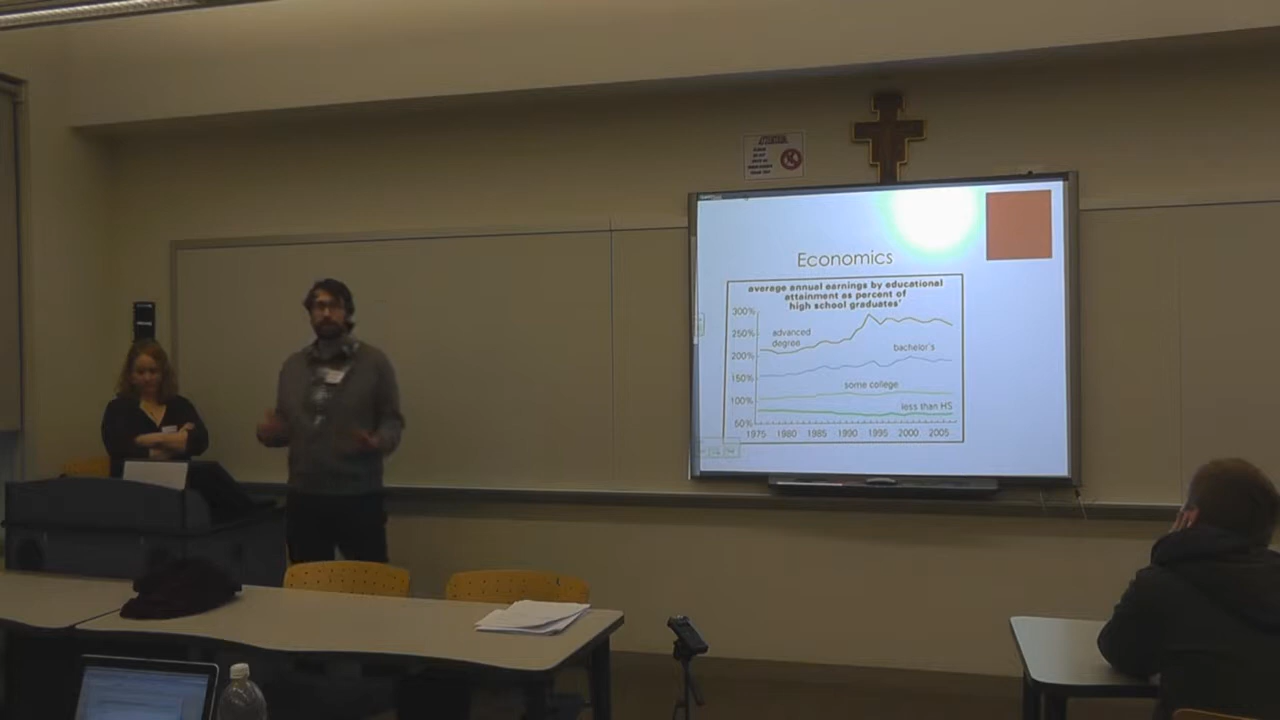 ATTENTION
Economics
average annual earnings by educational
attainment as percent of
high school graduates'
300%
250%
200%
150%
100%
50%
advanced
degree
bachelor's
some college
less than HS
1975 1980 1985 1990 1995 2000 2005